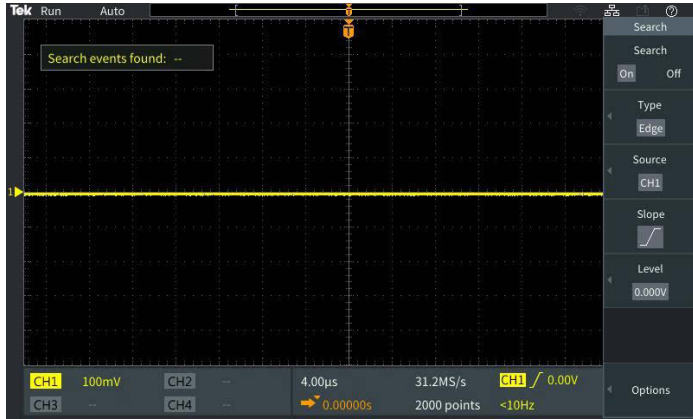 Tek Run Auto
T
Search
Search events found: --
Search
On Off
Type
Edge
Source
CH1
1
Slope
Level
0.000V
CH1 100mV CH2 -- 4.00μs 31.2MS/s CH1 0.00V
CH3 -- CH4 -- 0.00000s 2000 points <10Hz
Options